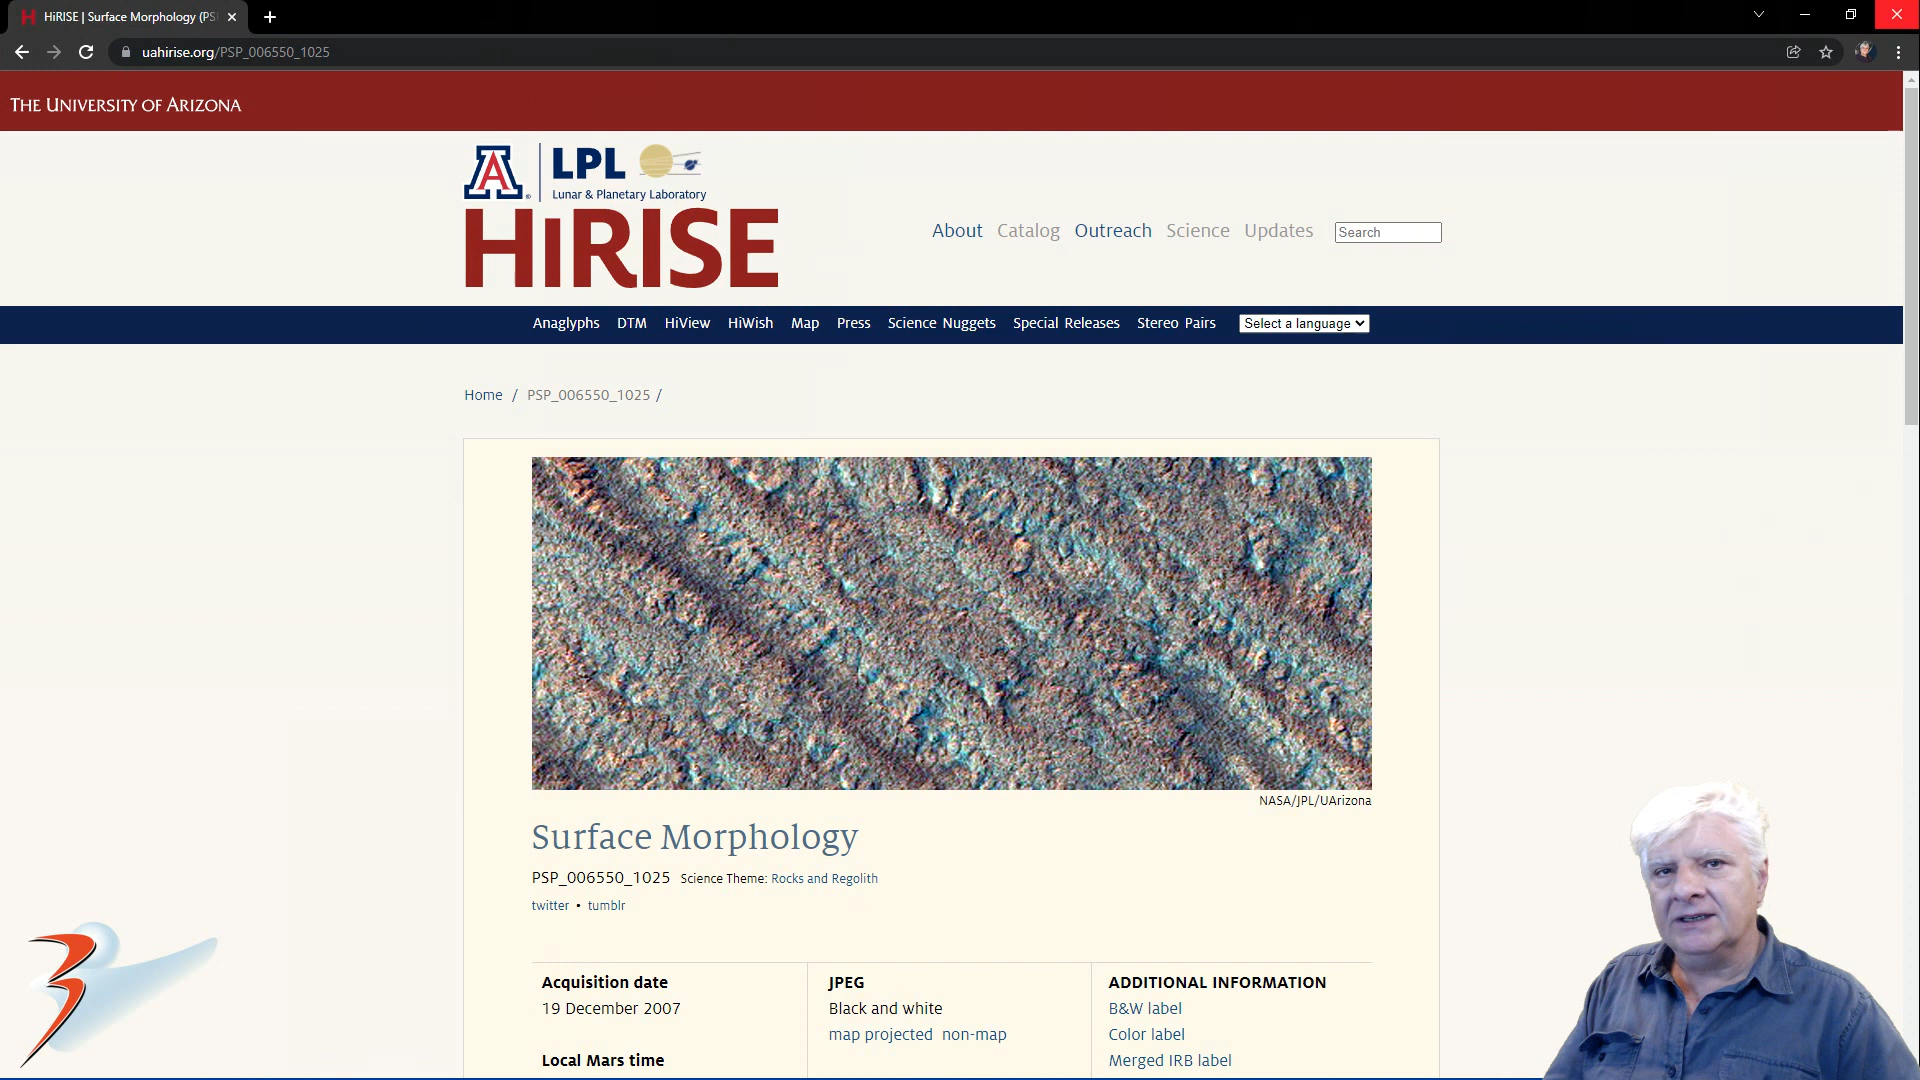 HiRISE | Surface Morphology (PS
uahirise.org/PSP_006550_1025
THE UNIVERSITY OF ARIZONA
A
LPL
Lunar & Planetary Laboratory
HiRISE
About Catalog Outreach Science Updates Search
Anaglyphs DTM HiView HiWish Map Press Science Nuggets Special Releases Stereo Pairs Select a language
Home / PSP_006550_1025 /
NASA/JPL/UArizona
Surface Morphology
PSP_006550_1025 Science Theme: Rocks and Regolith
twitter • tumblr
Acquisition date
19 December 2007
Local Mars time
JPEG
Black and white
map projected non-map
ADDITIONAL INFORMATION
B&W label
Color label
Merged IRB label